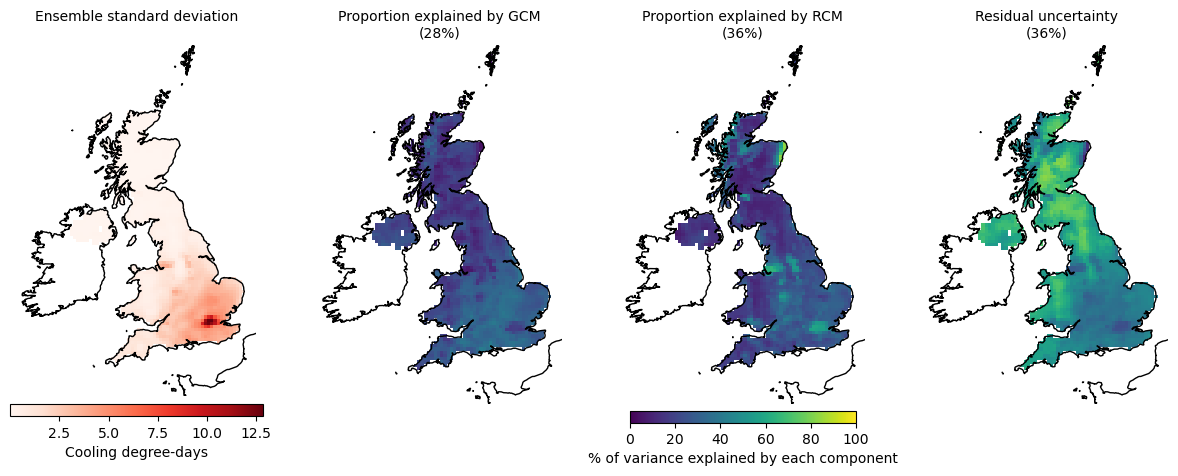 Ensemble standard deviation
Proportion explained by GCM
(28%)
Proportion explained by RCM
(36%)
Residual uncertainty
(36%)
2.5 5.0 7.5 10.0 12.5
Cooling degree-days
0 20 40 60 80 100
% of variance explained by each component